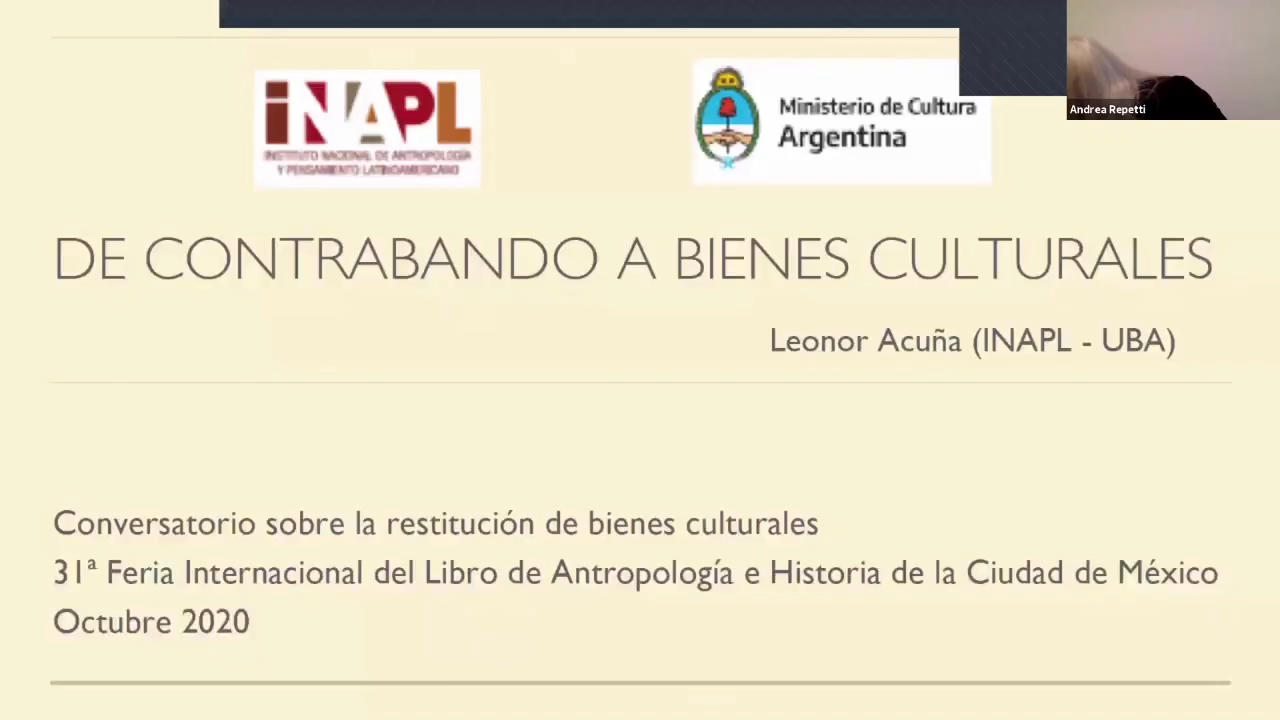 Andrea Repetti
iNAPL
INSTITUTO NACIONAL DE ANTROPOLOGÍA
Y PENSAMIENTO LATINOAMERICANO
Ministerio de Cultura
Argentina
DE CONTRABANDO A BIENES CULTURALES
Leonor Acuña (INAPL - UBA)
Conversatorio sobre la restitución de bienes culturales
31ª Feria Internacional del Libro de Antropología e Historia de la Ciudad de México
Octubre 2020